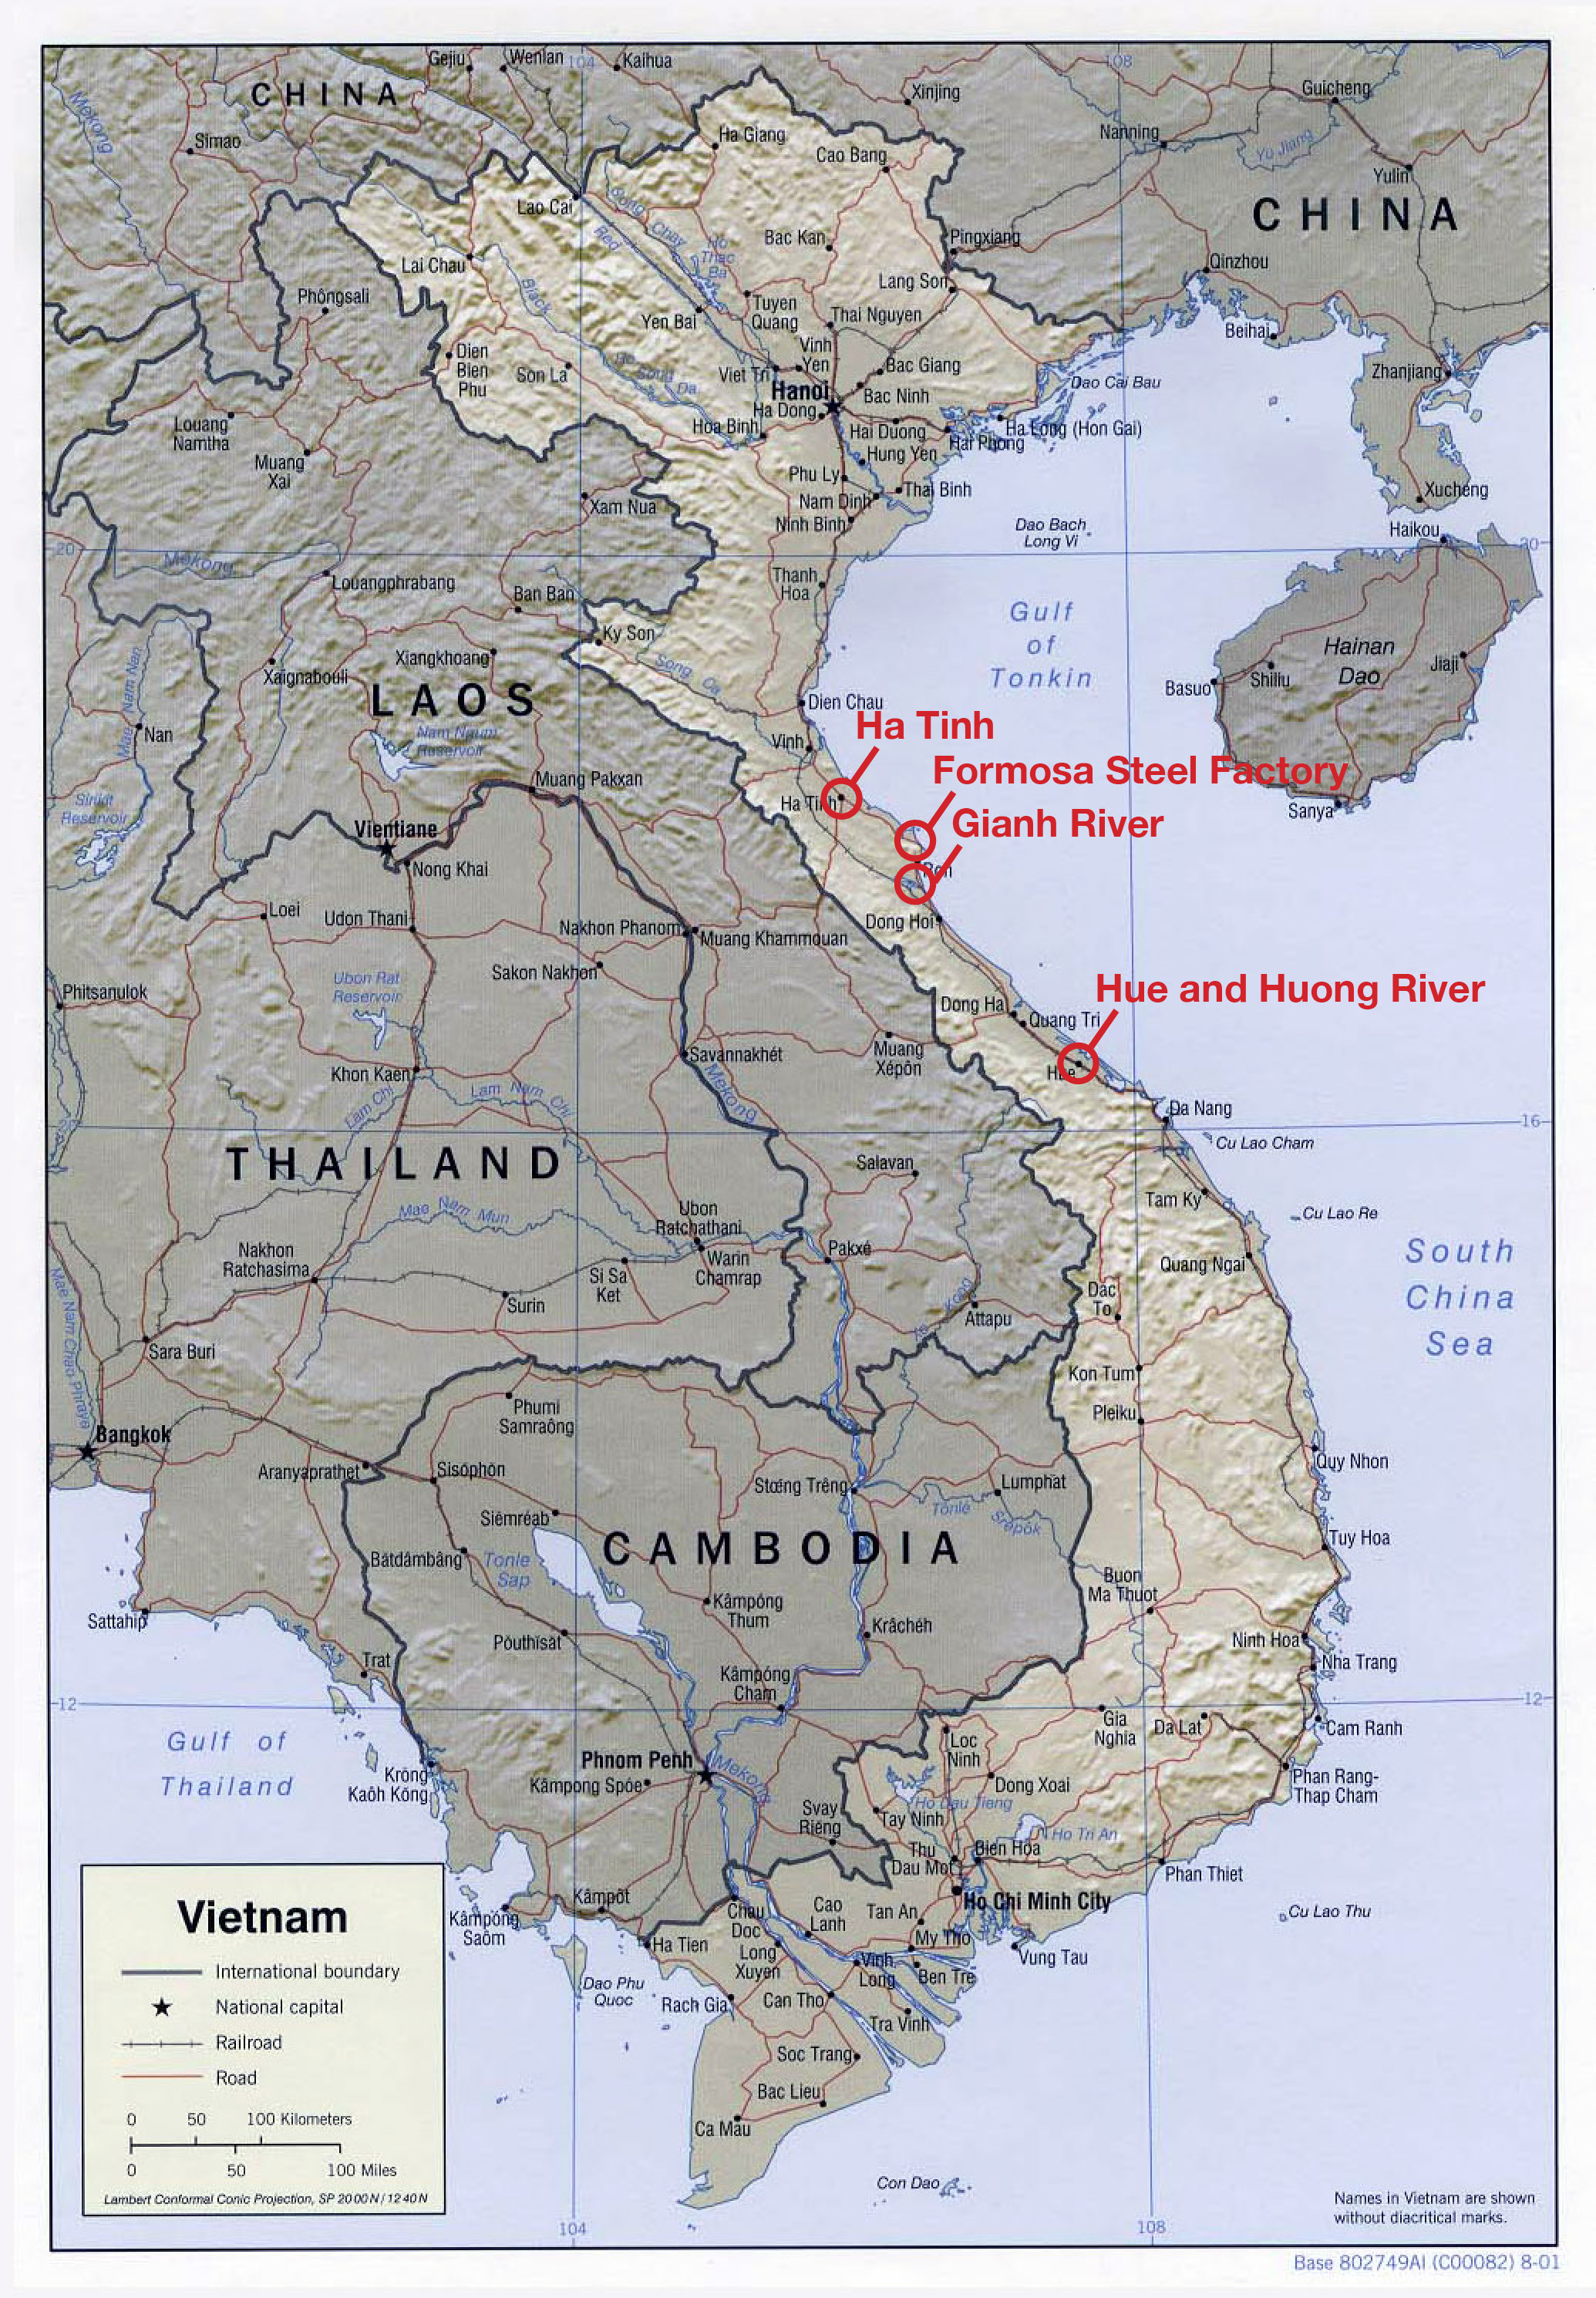 Gejiu
Wenlan
104
Kaihua
108
CHINA
Xinjing
Guicheng
Mekong
Simao
Ha Giang
Nanning
Yu Jiang
Cao Bang
Yulin
Lao Cai
Song Chay
CHINA
Red
Ho
Thac
Ba
Bac Kan
Pingxiang
Lai Chau
Qinzhou
Lang Son
Phôngsali
Black
Tuyen
Quang
Yen Bai
Thai Nguyen
Beihai
Vinh
Yen
Dien
Bien
Phu
Son La
Song
Da
Viet Tri
Bac Giang
Zhanjiang
Hanoi
Bac Ninh
Dao Cai Bau
Ha Dong
Louang
Namtha
Hoa Binh
Hai Duong
Ha Long (Hon Gai)
Hai Phong
Hung Yen
Muang
Xai
Phu Ly
Xam Nua
Nam Dinh
Thai Binh
Xucheng
Ninh Binh
Dao Bach
Long Vi
Haikou
20
20
Mekong
Louangphrabang
Thanh
Hoa
Ban Ban
Gulf
of
Tonkin
Ky Son
Hainan
Dao
Xiangkhoang
Song Ca
Mae Nam Nan
Xaignabouli
Basuo
Shiliu
Jiaji
LAOS
Dien Chau
Nan
Nam Ngum
Reservoir
Vinh
Ha Tinh
Formosa Steel Factory
Muang Pakxan
Sirikit
Reservoir
Ha Tinh
Sanya
Gianh River
Vientiane
Nong Khai
Ron
Loei
Udon Thani
Nakhon Phanom
Muang Khammouan
Dong Hoi
Sakon Nakhon
Ubon Rat
Reservoir
Phitsanulok
Hue and Huong River
Dong Ha
Quang Tri
Savannakhét
Muang
Xépôn
Khon Kaen
Hue
Mekong
Lam Chi
Lam Nam Chi
Da Nang
16
Cu Lao Cham
THAILAND
Salavan
Tam Ky
Mae Nam Mun
Ubon
Ratchathani
Cu Lao Re
Nakhon
Ratchasima
Warin
Chamrap
Pakxé
Quang Ngai
South
China
Sea
Si Sa
Ket
Surin
Kong
Dac
To
Attapu
Mae Nam Chao Phraya
Sara Buri
Kon Tum
Phumi
Samraông
Pleiku
Bangkok
Aranyaprathet
Sisôphôn
Stœng Trêng
Lumphat
Quy Nhon
Tônlé Srêpôk
Siêmréab
CAMBODIA
Tuy Hoa
Bătdâmbâng
Tonle
Sap
Buon
Ma Thuot
Kâmpóng
Thum
Sattahip
Krâchéh
Poŭthĭsăt
Ninh Hoa
Trat
Nha Trang
Kâmpóng
Cham
12
12
Gia
Nghia
Da Lat
Cam Ranh
Gulf of
Thailand
Loc
Ninh
Phnom Penh
Mekong
Krŏng
Kaôh Kŏng
Kâmpong Spóe
Dong Xoai
Phan Rang-
Thap Cham
Ho Dau Tieng
Svay
Riĕng
Tay Ninh
Ho Tri An
Thu
Dau Mot
Bien Hoa
Phan Thiet
Kâmpôt
Kâmpóng
Saôm
Chau
Doc
Cao
Lanh
Tan An
Ho Chi Minh City
Cu Lao Thu
Ha Tien
Long
Xuyen
My Tho
Vung Tau
Vinh
Long
Ben Tre
Dao Phu
Quoc
Rach Gia
Can Tho
Tra Vinh
Soc Trang
Bac Lieu
Ca Mau
Con Dao
Vietnam
International boundary
National capital
Railroad
Road
0 50 100 Kilometers
0 50 100 Miles
Lambert Conformal Conic Projection, SP 20 00 N / 12 40 N
Names in Vietnam are shown
without diacritical marks.
104
108
Base 802749AI (C00082) 8-01